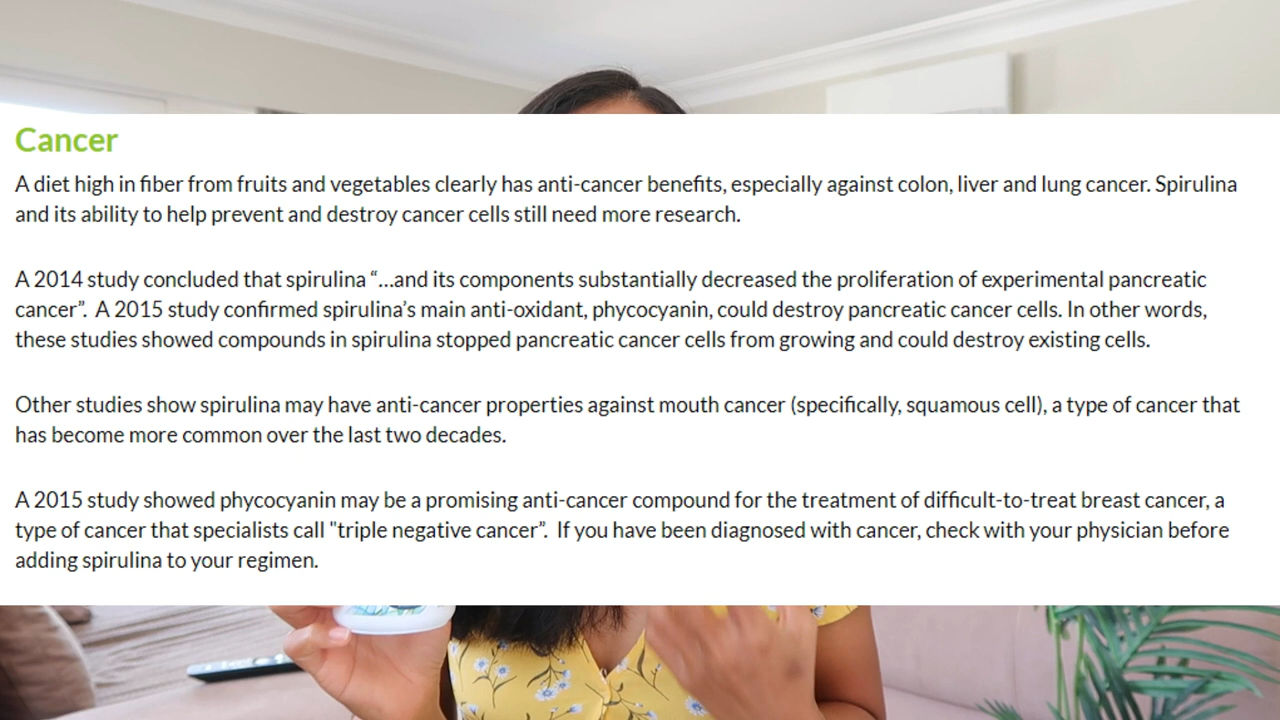 Cancer
A diet high in fiber from fruits and vegetables clearly has anti-cancer benefits, especially against colon, liver and lung cancer. Spirulina
and its ability to help prevent and destroy cancer cells still need more research.
A 2014 study concluded that spirulina “…and its components substantially decreased the proliferation of experimental pancreatic
cancer”.  A 2015 study confirmed spirulina’s main anti-oxidant, phycocyanin, could destroy pancreatic cancer cells. In other words,
these studies showed compounds in spirulina stopped pancreatic cancer cells from growing and could destroy existing cells.
Other studies show spirulina may have anti-cancer properties against mouth cancer (specifically, squamous cell), a type of cancer that
has become more common over the last two decades.
A 2015 study showed phycocyanin may be a promising anti-cancer compound for the treatment of difficult-to-treat breast cancer, a
type of cancer that specialists call "triple negative cancer”.  If you have been diagnosed with cancer, check with your physician before
adding spirulina to your regimen.